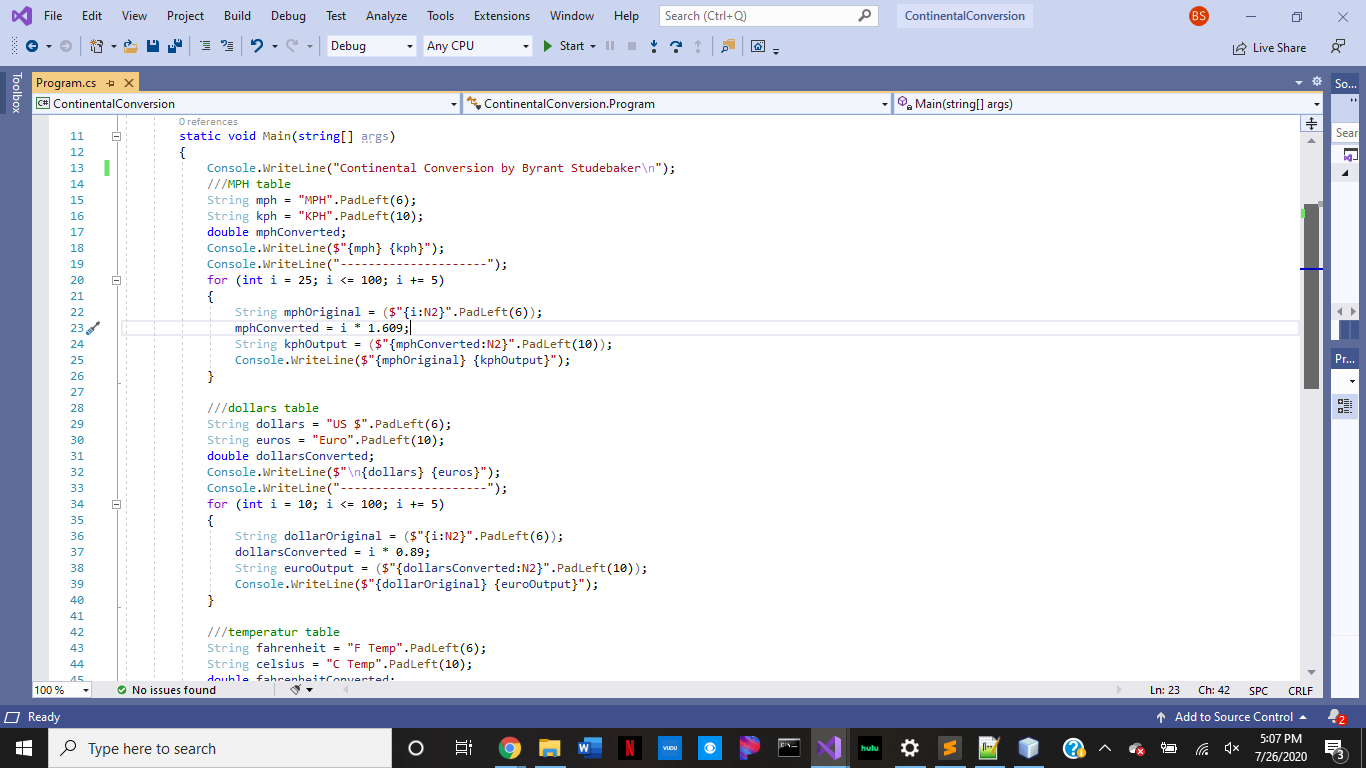 File Edit View Project Build Debug Test Analyze Tools Extensions Window Help Search (Ctrl+Q) ContinentalConversion BS
Debug Any CPU Start Live Share
Toolbox
Program.cs So...
C# ContinentalConversion ContinentalConversion.Program Main(string[] args)
0 references
11 static void Main(string[] args)
Sear
12 {
13 Console.WriteLine("Continental Conversion by Byrant Studebaker\n");
14 ///MPH table
15 String mph = "MPH".PadLeft(6);
16 String kph = "KPH".PadLeft(10);
17 double mphConverted;
18 Console.WriteLine($"{mph} {kph}");
19 Console.WriteLine("---------------------");
20 for (int i = 25; i <= 100; i += 5)
21 {
22 String mphOriginal = ($"{i:N2}".PadLeft(6));
23 mphConverted = i * 1.609;
24 String kphOutput = ($"{mphConverted:N2}".PadLeft(10));
25 Console.WriteLine($"{mphOriginal} {kphOutput}");
Pr...
26 }
27
28 ///dollars table
29 String dollars = "US $".PadLeft(6);
30 String euros = "Euro".PadLeft(10);
31 double dollarsConverted;
32 Console.WriteLine($"\n{dollars} {euros}");
33 Console.WriteLine("---------------------");
34 for (int i = 10; i <= 100; i += 5)
35 {
36 String dollarOriginal = ($"{i:N2}".PadLeft(6));
37 dollarsConverted = i * 0.89;
38 String euroOutput = ($"{dollarsConverted:N2}".PadLeft(10));
39 Console.WriteLine($"{dollarOriginal} {euroOutput}");
40 }
41
42 ///temperatur table
43 String fahrenheit = "F Temp".PadLeft(6);
44 String celsius = "C Temp".PadLeft(10);
45 double fahrenheitConverted;
100 % No issues found Ln: 23 Ch: 42 SPC CRLF
Ready Add to Source Control 2
Type here to search W N VUDU hulu 5:07 PM
7/26/2020 3